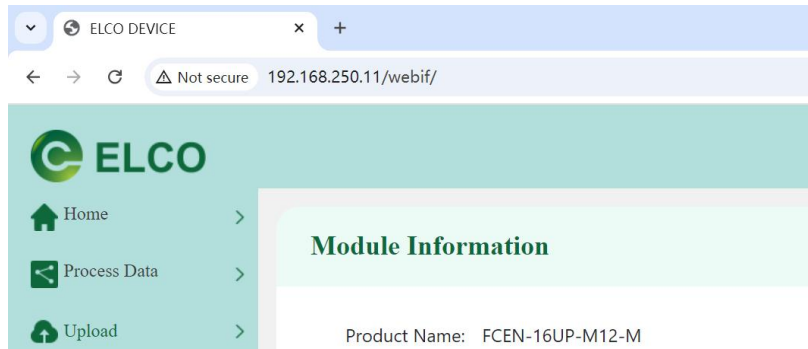 ELCO DEVICE
Not secure 192.168.250.11/webif/
ELCO
Home
Module Information
Process Data
Upload
Product Name: FCEN-16UP-M12-M